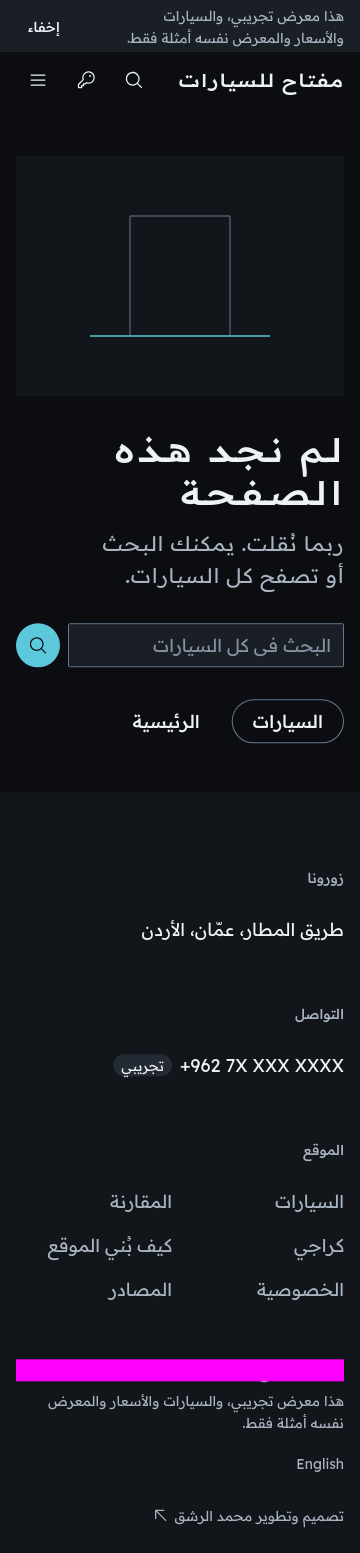 هذا معرض تجريبي، والسيارات
والأسعار والمعرض نفسه أمثلة فقط.
إخفاء
مفتاح للسيارات
لم نجد هذه
الصفحة
ربما نُقلت. يمكنك البحث
أو تصفح كل السيارات.
البحث في كل السيارات
السيارات
الرئيسية
زورونا
طريق المطار، عمّان، الأردن
التواصل
+962 7X XXX XXXX
تجريبي
الموقع
السيارات
المقارنة
كراجي
كيف بُني الموقع
الخصوصية
المصادر
هذا معرض تجريبي، والسيارات والأسعار والمعرض
نفسه أمثلة فقط.
English
تصميم وتطوير محمد الرشق